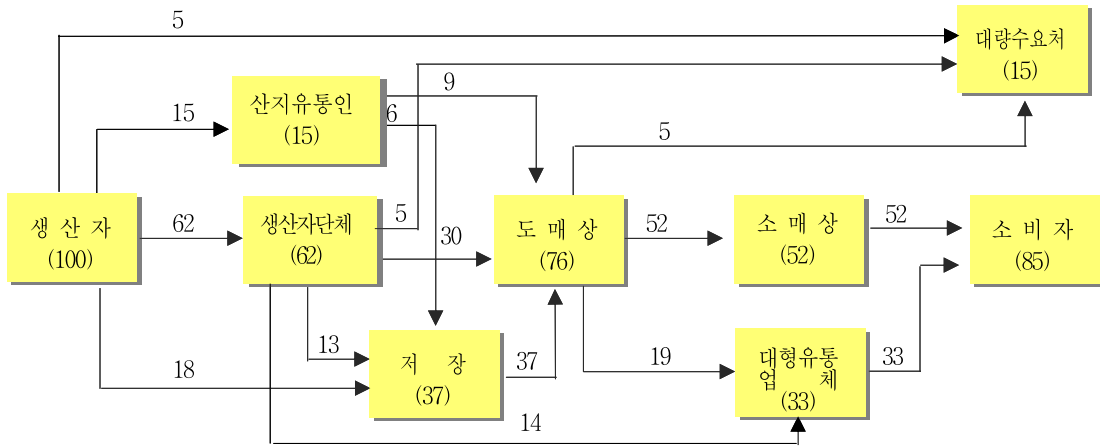 5
대량수요처
(15)
산지유통인
(15)
9
6
15
5
생 산 자
(100)
62
생산자단체
(62)
5
30
도 매 상
(76)
52
소 매 상
(52)
52
소 비 자
(85)
13
18
저 장
(37)
37
19
대형유통
업 체
(33)
33
14